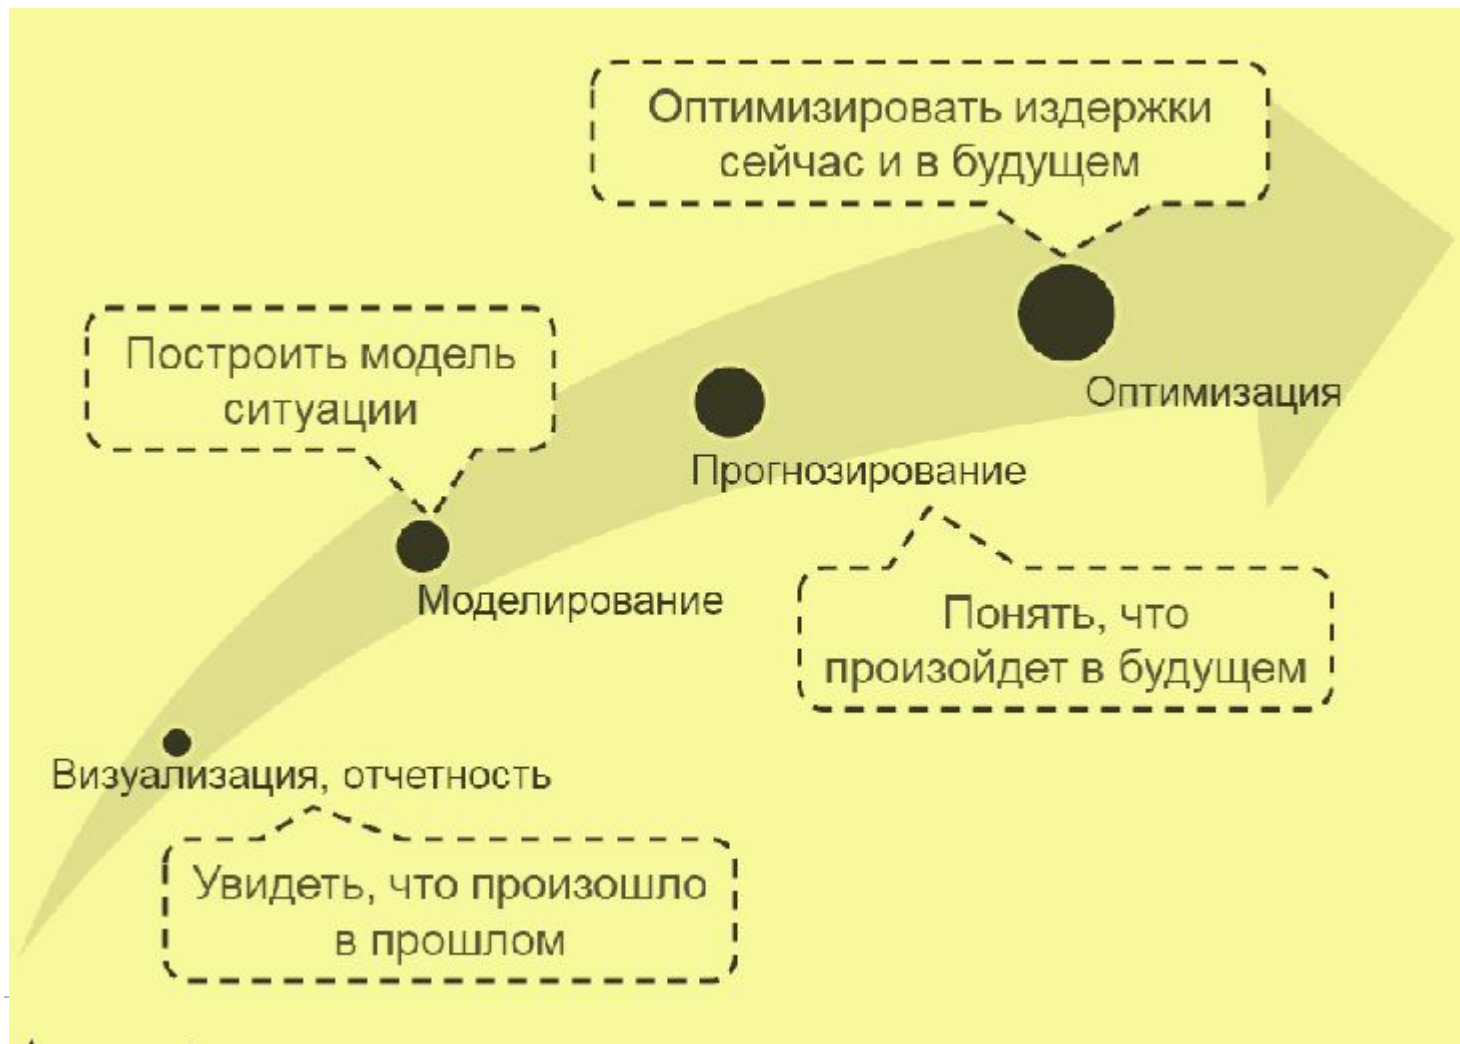 Оптимизировать издержки
сейчас и в будущем
Построить модель
ситуации
Оптимизация
Прогнозирование
Моделирование
Понять, что
произойдет в будущем
Визуализация, отчетность
Увидеть, что произошло
в прошлом